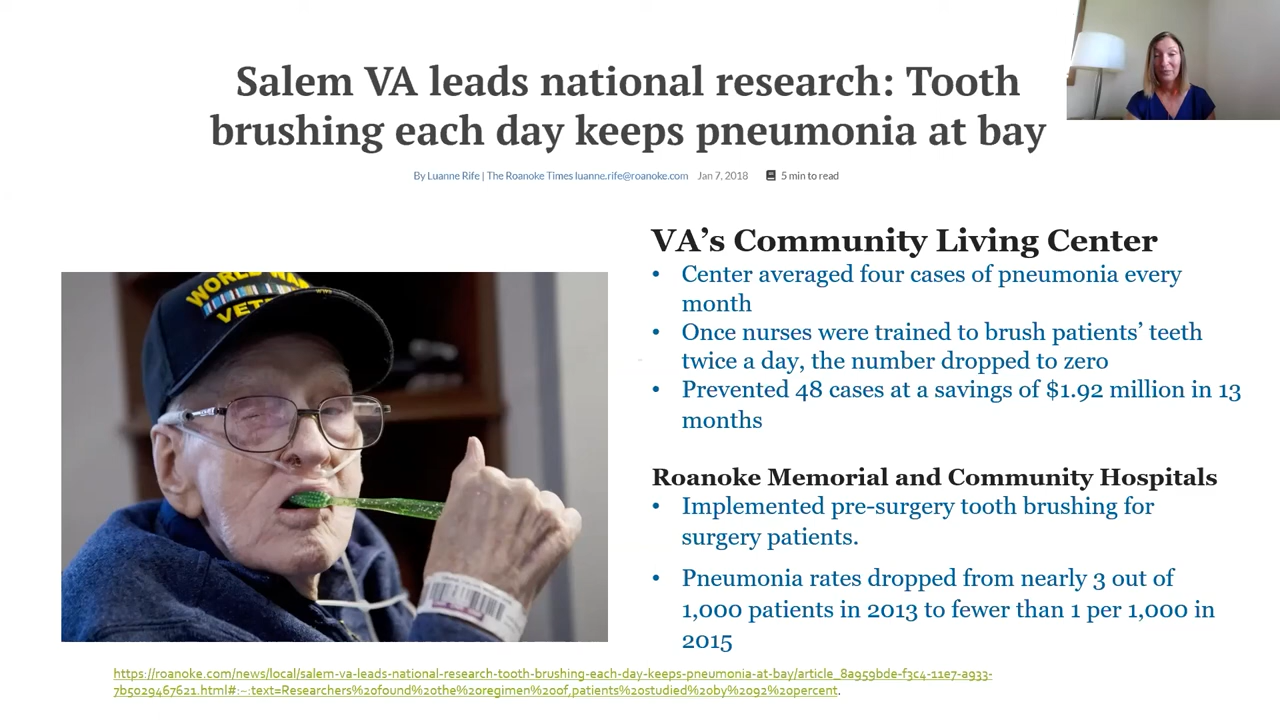 Salem VA leads national research: Tooth
brushing each day keeps pneumonia at bay
By Luanne Rife | The Roanoke Times luanne.rife@roanoke.com Jan 7, 2018 5 min to read
WORLD WAR
VETE
VA's Community Living Center
• Center averaged four cases of pneumonia every
month
• Once nurses were trained to brush patients' teeth
twice a day, the number dropped to zero
• Prevented 48 cases at a savings of $1.92 million in 13
months
Roanoke Memorial and Community Hospitals
• Implemented pre-surgery tooth brushing for
surgery patients.
• Pneumonia rates dropped from nearly 3 out of
1,000 patients in 2013 to fewer than 1 per 1,000 in
2015
https://roanoke.com/news/local/salem-va-leads-national-research-tooth-brushing-each-day-keeps-pneumonia-at-bay/article_8a959bde-f3c4-11e7-a933-
7b5029467621.html#:~:text=Researchers%20found%20the%20regimen%20of,patients%20studied%20by%2092%20percent.